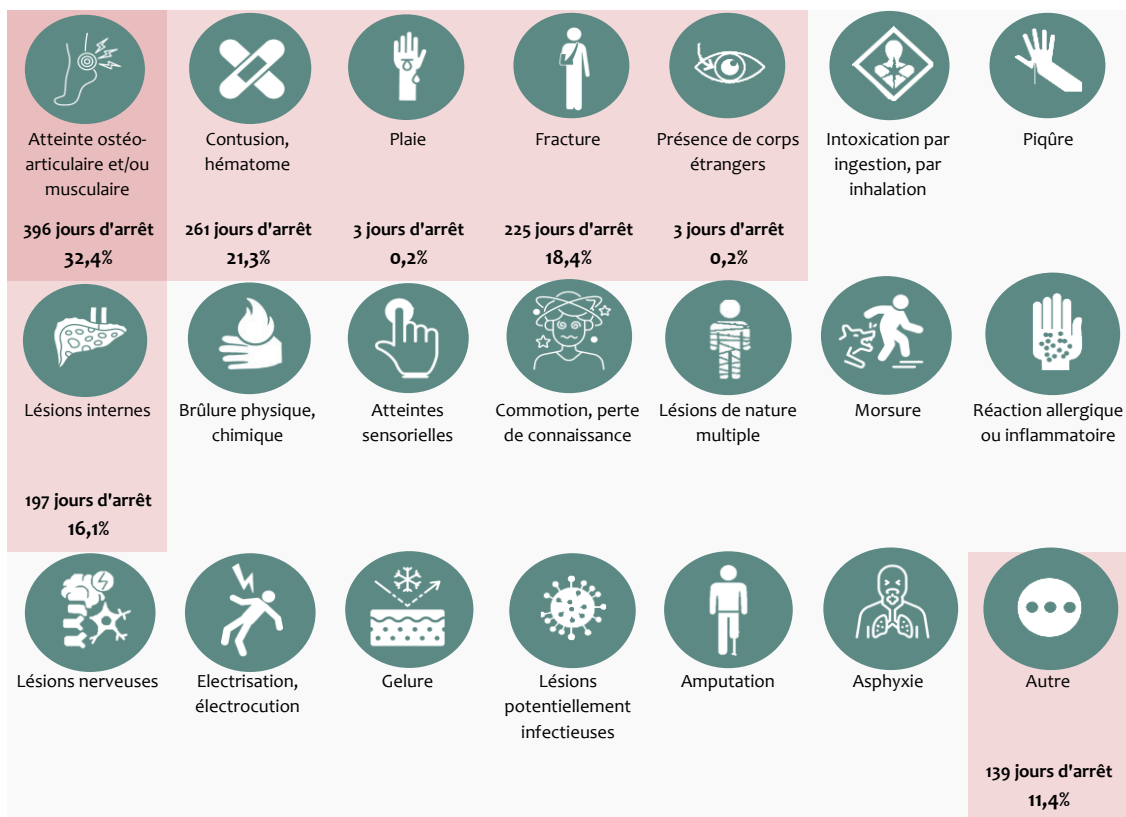 Atteinte ostéo-
articulaire et/ou
musculaire
396 jours d'arrêt
32,4%
Contusion,
hématome
261 jours d'arrêt
21,3%
Plaie
3 jours d'arrêt
0,2%
Fracture
225 jours d'arrêt
18,4%
Présence de corps
étrangers
3 jours d'arrêt
0,2%
Intoxication par
ingestion, par
inhalation
Piqûre
Lésions internes
197 jours d'arrêt
16,1%
Brûlure physique,
chimique
Atteintes
sensorielles
Commotion, perte
de connaissance
Lésions de nature
multiple
Morsure
Réaction allergique
ou inflammatoire
Lésions nerveuses
Electrisation,
électrocution
Gelure
Lésions
potentiellement
infectieuses
Amputation
Asphyxie
Autre
139 jours d'arrêt
11,4%